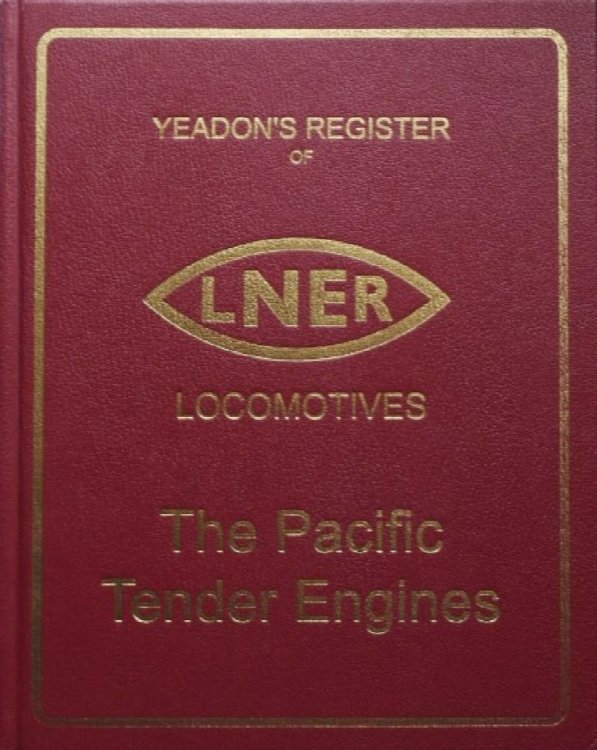 YEADON'S REGISTER
OF
LNER
LOCOMOTIVES
The Pacific
Tender Engines